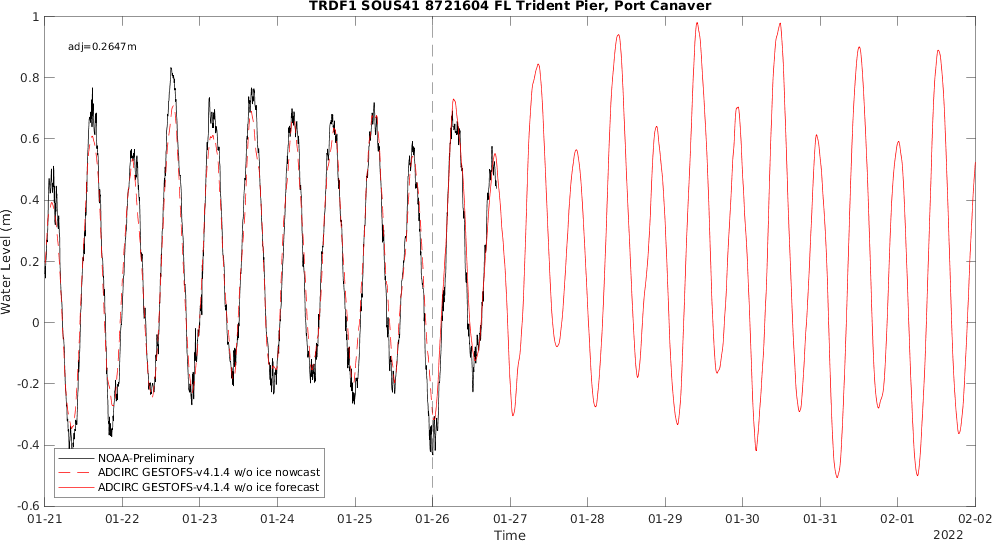 TRDF1 SOUS41 8721604 FL Trident Pier, Port Canaver
adj=0.2647m
1
0.8
0.6
0.4
0.2
0
-0.2
-0.4
-0.6
Water Level (m)
NOAA-Preliminary
ADCIRC GESTOFS-v4.1.4 w/o ice nowcast
ADCIRC GESTOFS-v4.1.4 w/o ice forecast
01-21 01-22 01-23 01-24 01-25 01-26 01-27 01-28 01-29 01-30 01-31 02-01 02-02
Time
2022